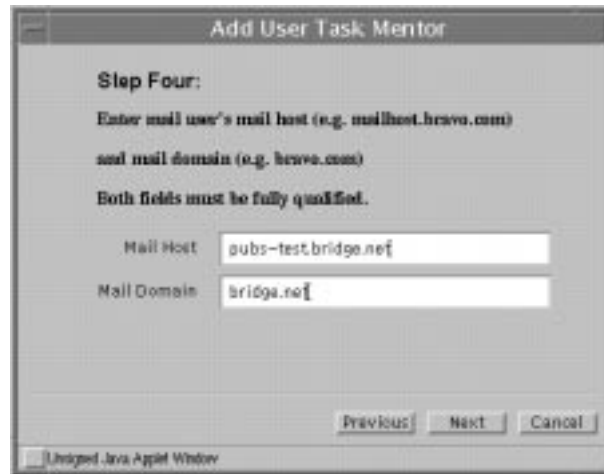 Add User Task Mentor
Step Four:
Enter mail user's mail host (e.g. mailhost.bravo.com)
and mail domain (e.g. bravo.com)
Both fields must be fully qualified.
Mail Host pubs-test.bridge.net
Mail Domain bridge.net
Previous Next Cancel
Unsigned Java Applet Window